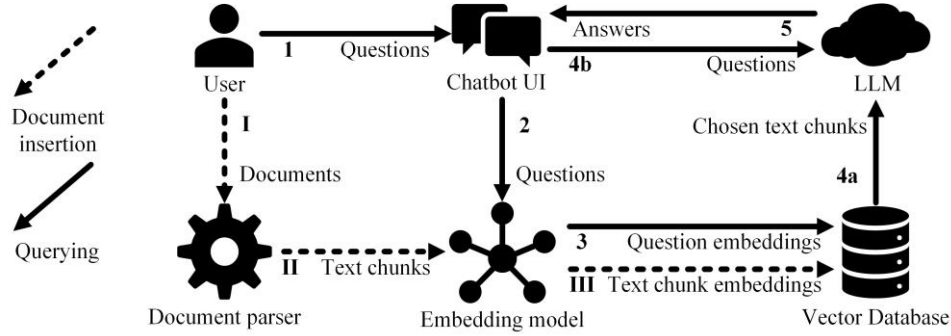 1
Questions
Answers
5
4b
Questions
User
Chatbot UI
LLM
Document
insertion
I
Documents
2
Questions
Chosen text chunks
4a
Querying
II
Text chunks
3
Question embeddings
III
Text chunk embeddings
Document parser
Embedding model
Vector Database